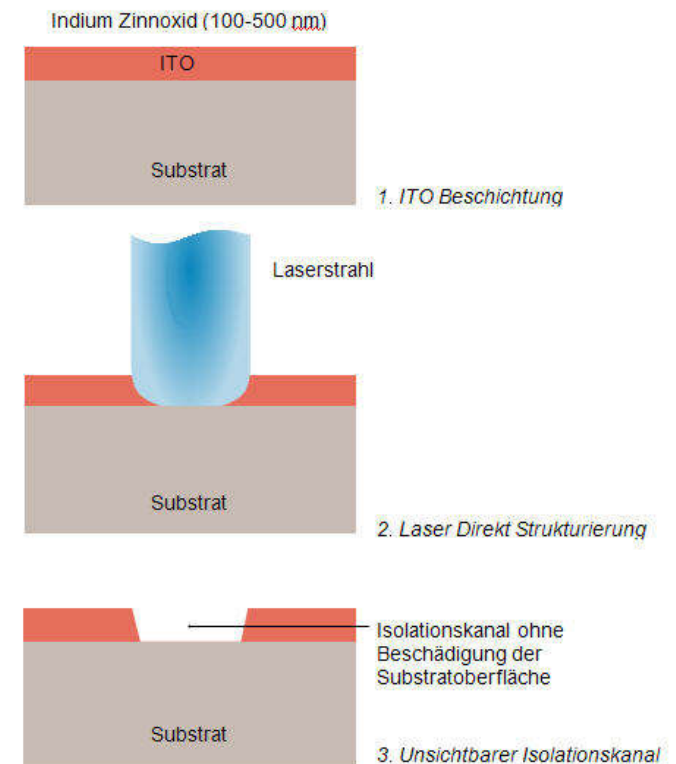 Indium Zinnoxid (100-500 nm)
ITO
Substrat
1. ITO Beschichtung
Laserstrahl
Substrat
2. Laser Direkt Strukturierung
Isolationskanal ohne
Beschädigung der
Substratoberfläche
Substrat
3. Unsichtbarer Isolationskanal